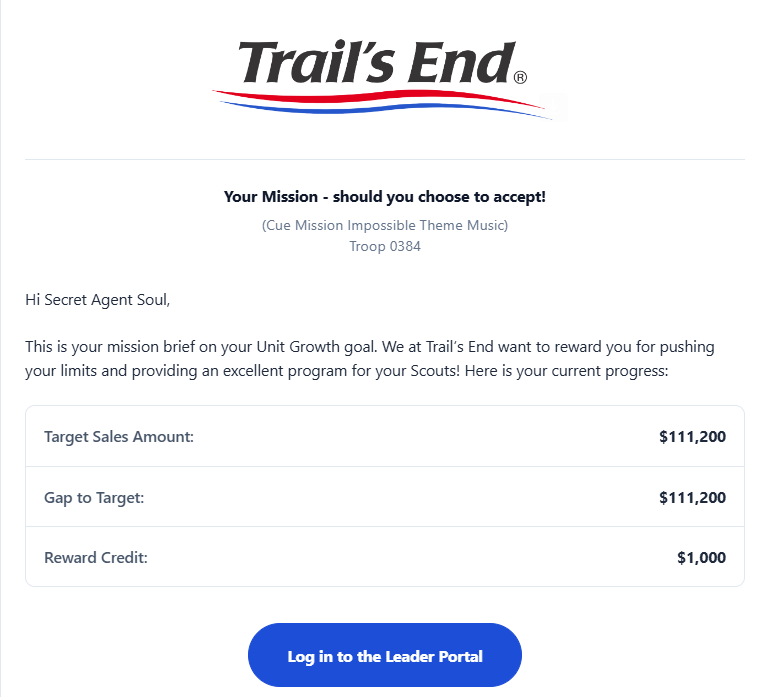 Trail's End®
Your Mission - should you choose to accept!
(Cue Mission Impossible Theme Music)
Troop 0384
Hi Secret Agent Soul,
This is your mission brief on your Unit Growth goal. We at Trail's End want to reward you for pushing
your limits and providing an excellent program for your Scouts! Here is your current progress:
Target Sales Amount: $111,200
Gap to Target: $111,200
Reward Credit: $1,000
Log in to the Leader Portal